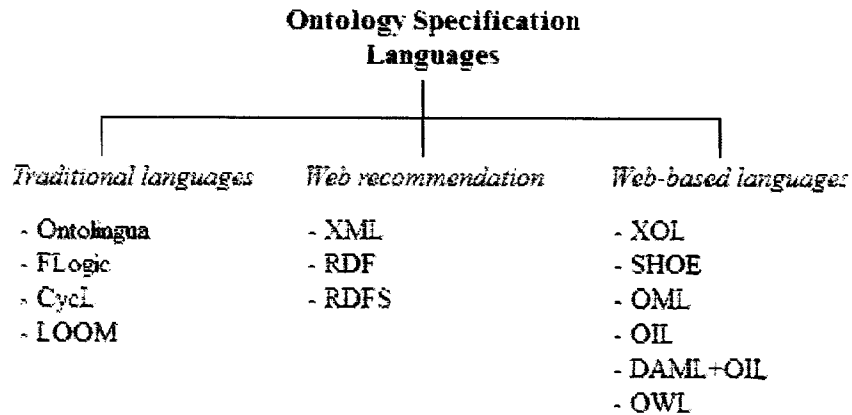 Ontology Specification
Languages
Traditional languages
- Ontolingua
- FLogic
- CycL
- LOOM
Web recommendation
- XML
- RDF
- RDFS
Web-based languages
- XOL
- SHOE
- OML
- OIL
- DAML+OIL
- OWL